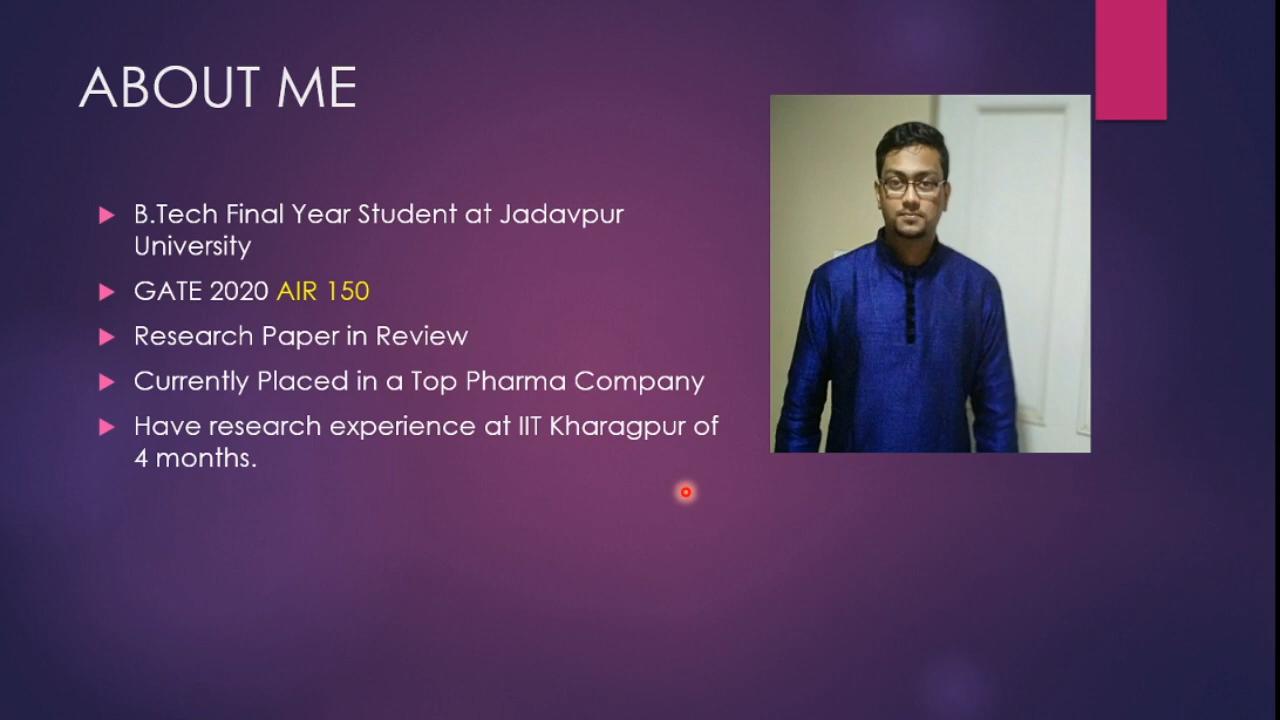 ABOUT ME
B.Tech Final Year Student at Jadavpur
University
GATE 2020 AIR 150
Research Paper in Review
Currently Placed in a Top Pharma Company
Have research experience at IIT Kharagpur of
4 months.